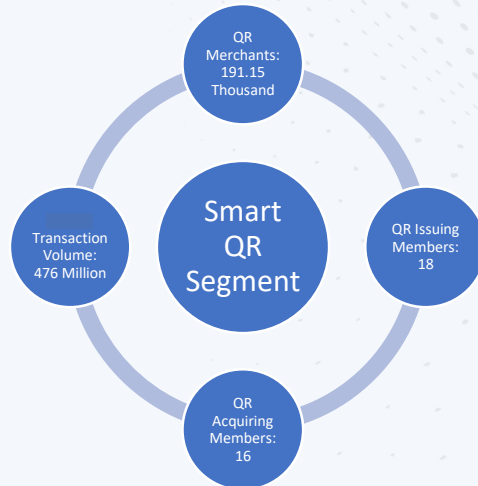 QR
Merchants:
191.15
Thousand
Smart
QR
Segment
Transaction
Volume:
476 Million
QR Issuing
Members:
18
QR
Acquiring
Members:
16